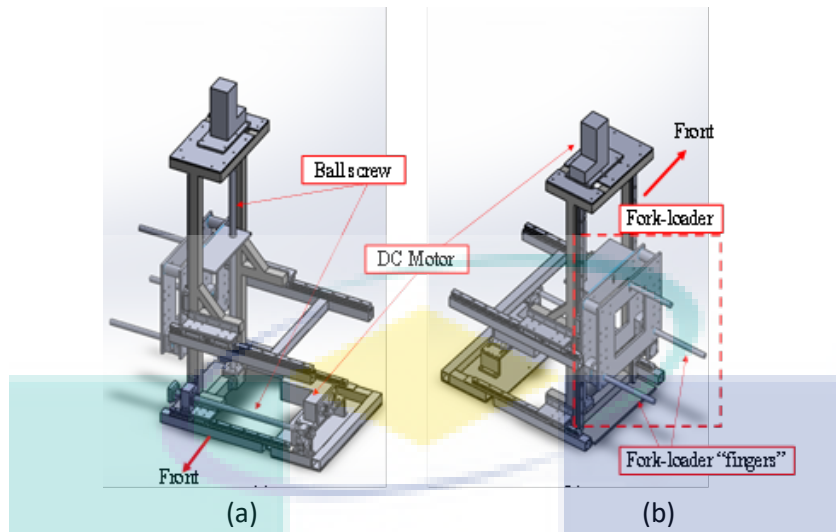 Front
Ball screw
Fork-loader
DC Motor
Fork-loader “fingers”
Front
(a)
(b)